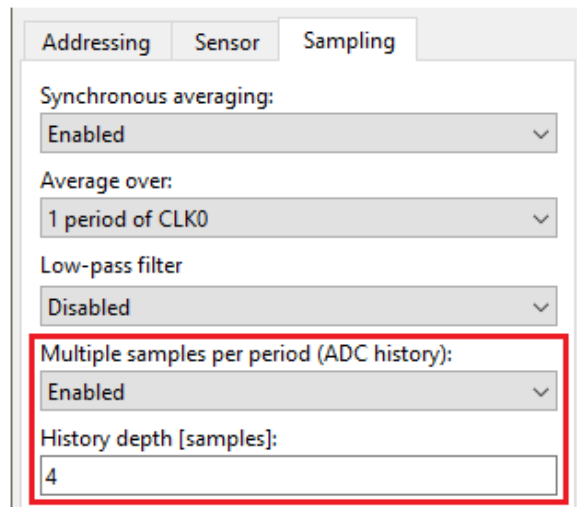 Addressing Sensor Sampling
Synchronous averaging:
Enabled
Average over:
1 period of CLK0
Low-pass filter
Disabled
Multiple samples per period (ADC history):
Enabled
History depth [samples]:
4